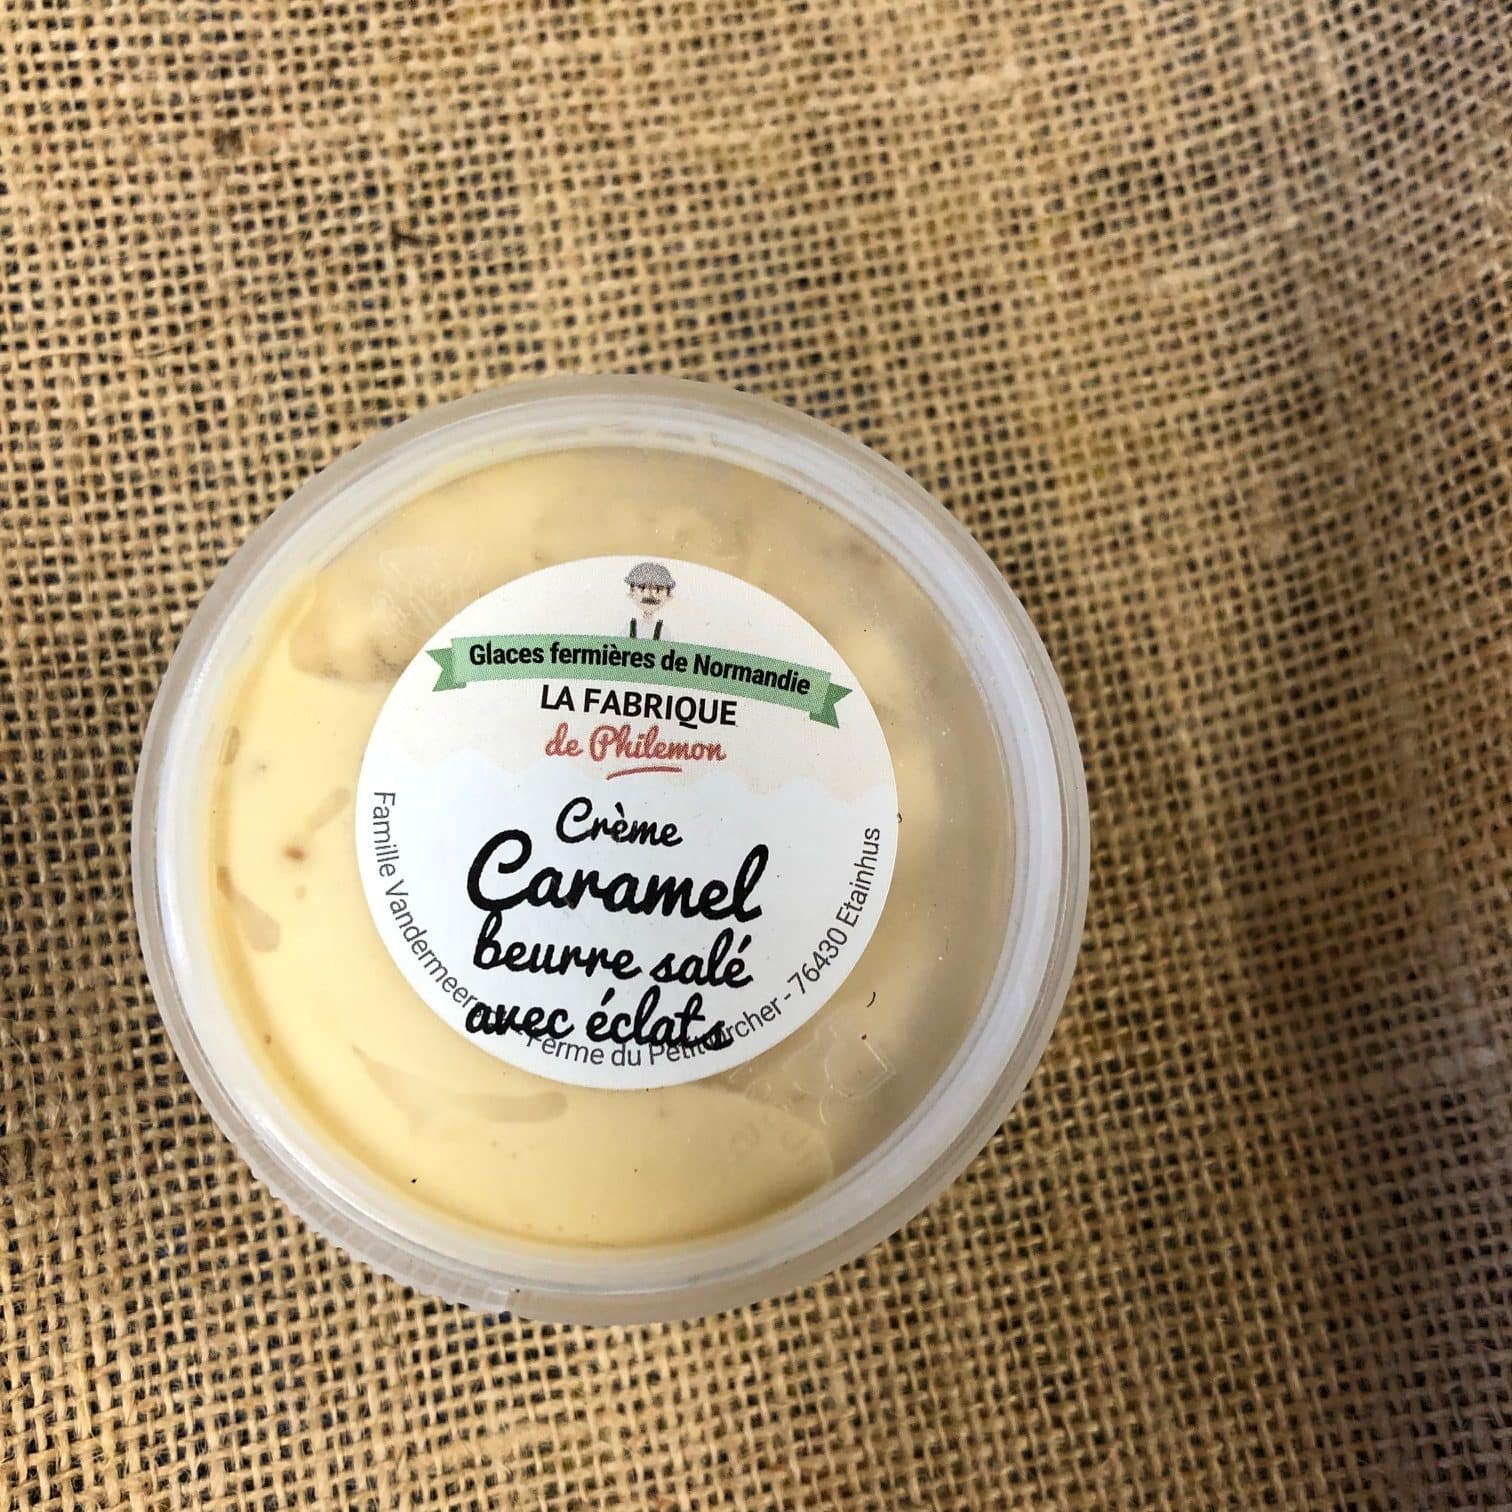 Glaces fermières de Normandie
LA FABRIQUE
de Philemon
Crème
Caramel
beurre salé
avec éclats
Famille Vandermeersch Ferme du Petit - 76430 Etainhus